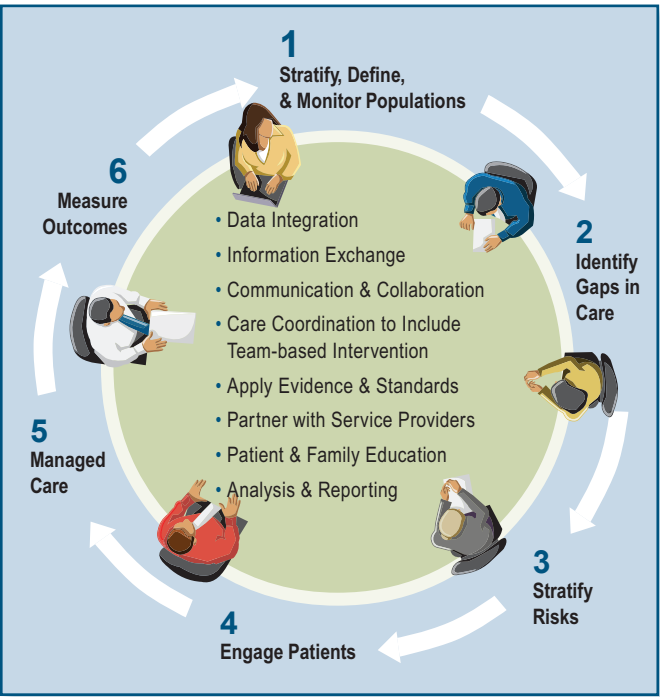 1
Stratify, Define,
& Monitor Populations
2
Identify
Gaps in
Care
3
Stratify
Risks
4
Engage Patients
5
Managed
Care
6
Measure
Outcomes
• Data Integration
• Information Exchange
• Communication & Collaboration
• Care Coordination to Include
Team-based Intervention
• Apply Evidence & Standards
• Partner with Service Providers
• Patient & Family Education
• Analysis & Reporting